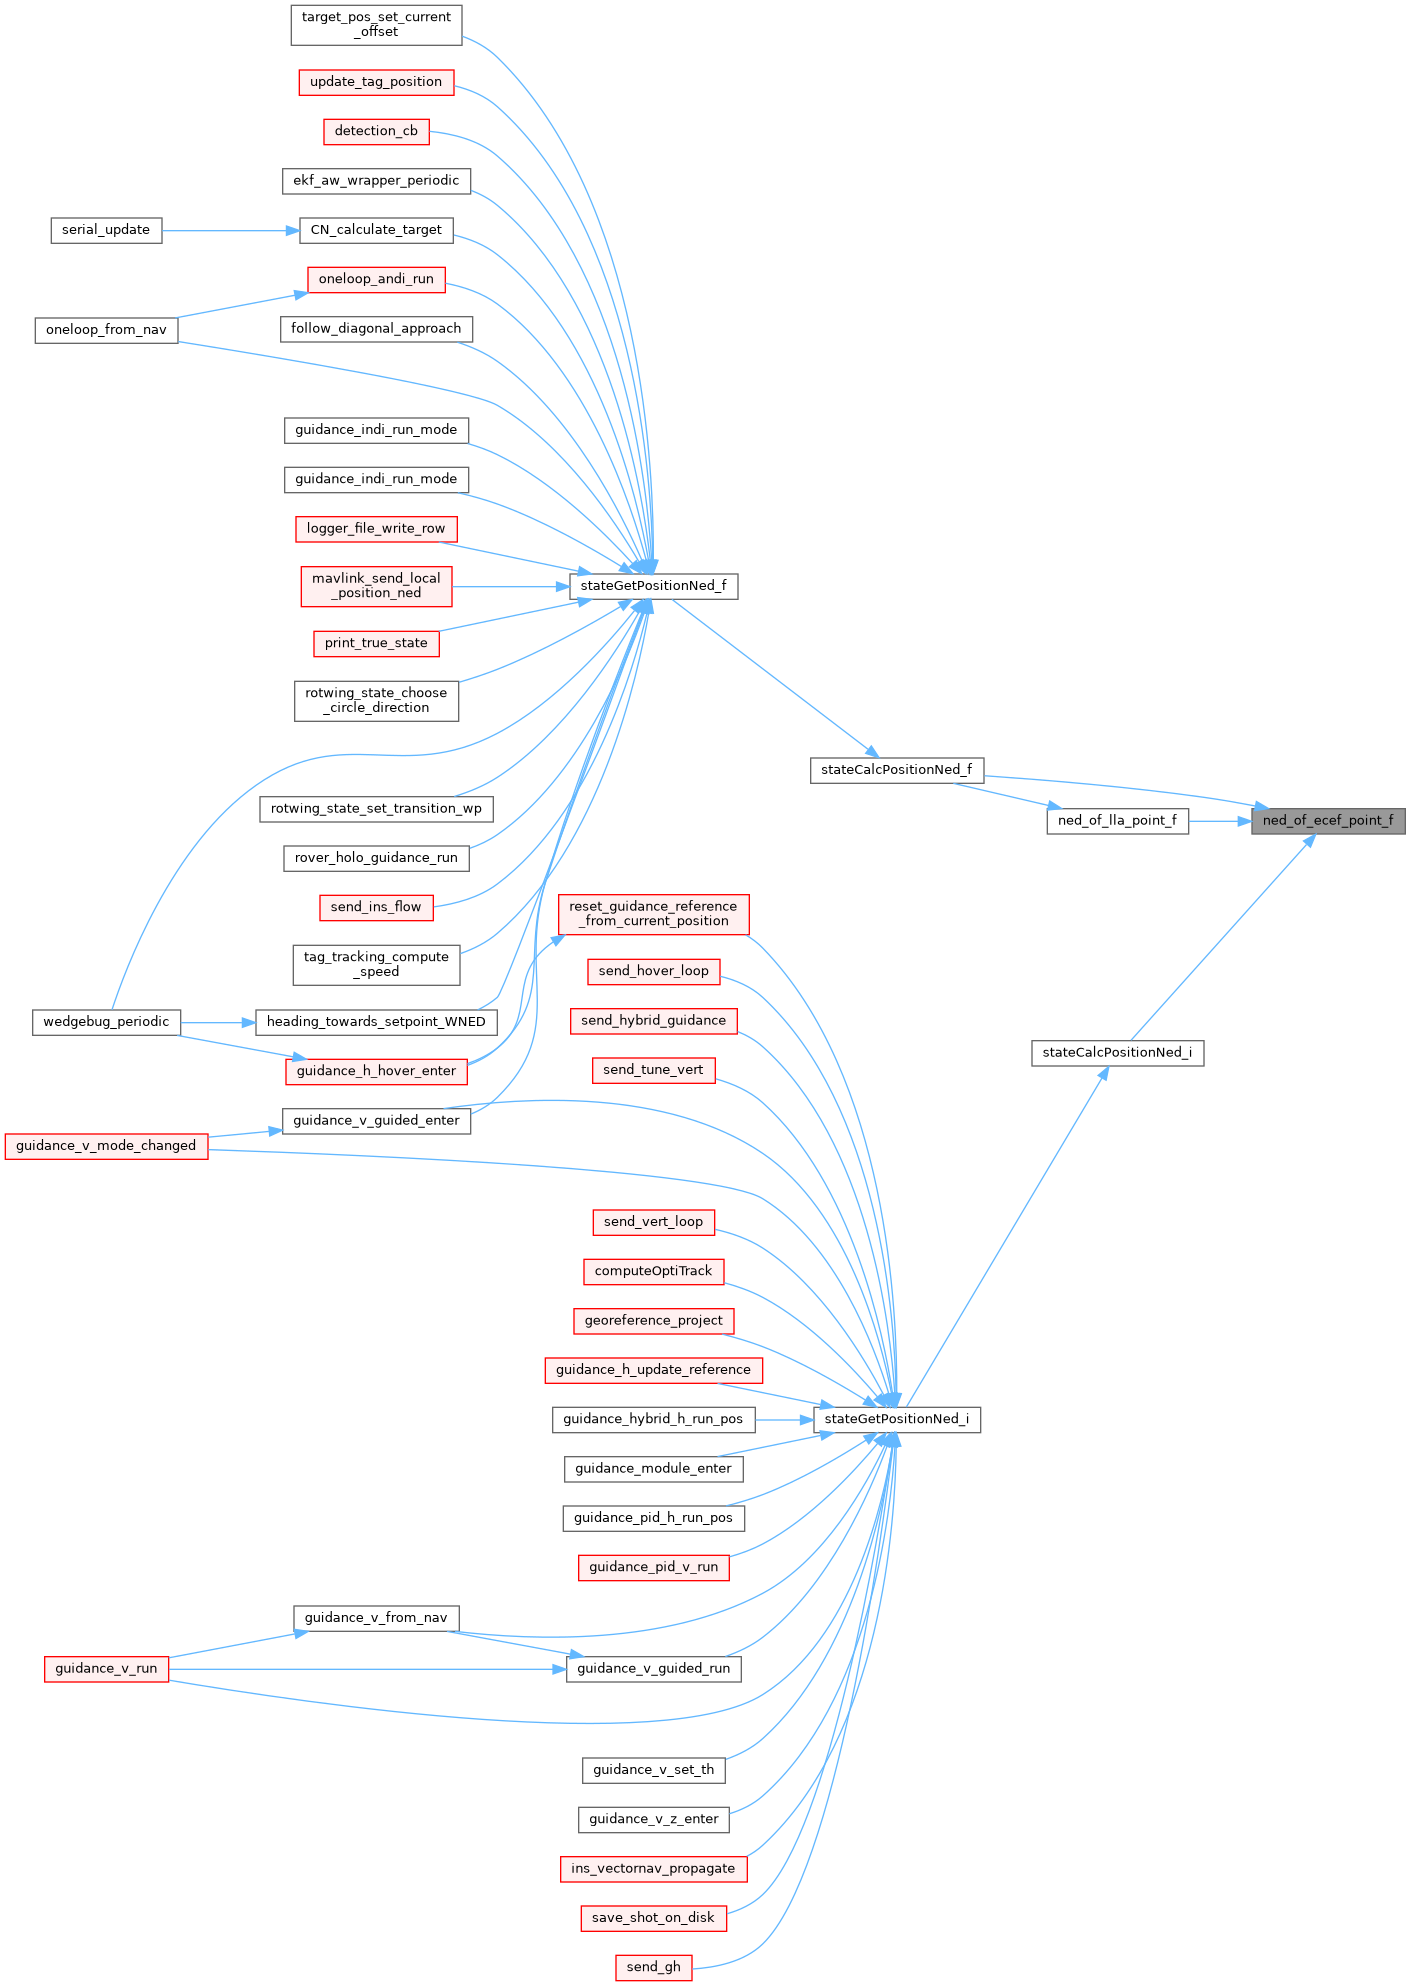 target_pos_set_current
_offset
update_tag_position
detection_cb
ekf_aw_wrapper_periodic
serial_update
CN_calculate_target
oneloop_andi_run
oneloop_from_nav
follow_diagonal_approach
guidance_indi_run_mode
guidance_indi_run_mode
logger_file_write_row
mavlink_send_local
_position_ned
stateGetPositionNed_f
print_true_state
rotwing_state_choose
_circle_direction
stateCalcPositionNed_f
rotwing_state_set_transition_wp
ned_of_lla_point_f
ned_of_ecef_point_f
rover_holo_guidance_run
send_ins_flow
reset_guidance_reference
_from_current_position
tag_tracking_compute
_speed
send_hover_loop
wedgebug_periodic
heading_towards_setpoint_WNED
send_hybrid_guidance
stateCalcPositionNed_i
guidance_h_hover_enter
send_tune_vert
guidance_v_guided_enter
guidance_v_mode_changed
send_vert_loop
computeOptiTrack
georeference_project
guidance_h_update_reference
guidance_hybrid_h_run_pos
stateGetPositionNed_i
guidance_module_enter
guidance_pid_h_run_pos
guidance_pid_v_run
guidance_v_from_nav
guidance_v_run
guidance_v_guided_run
guidance_v_set_th
guidance_v_z_enter
ins_vectornav_propagate
save_shot_on_disk
send_gh